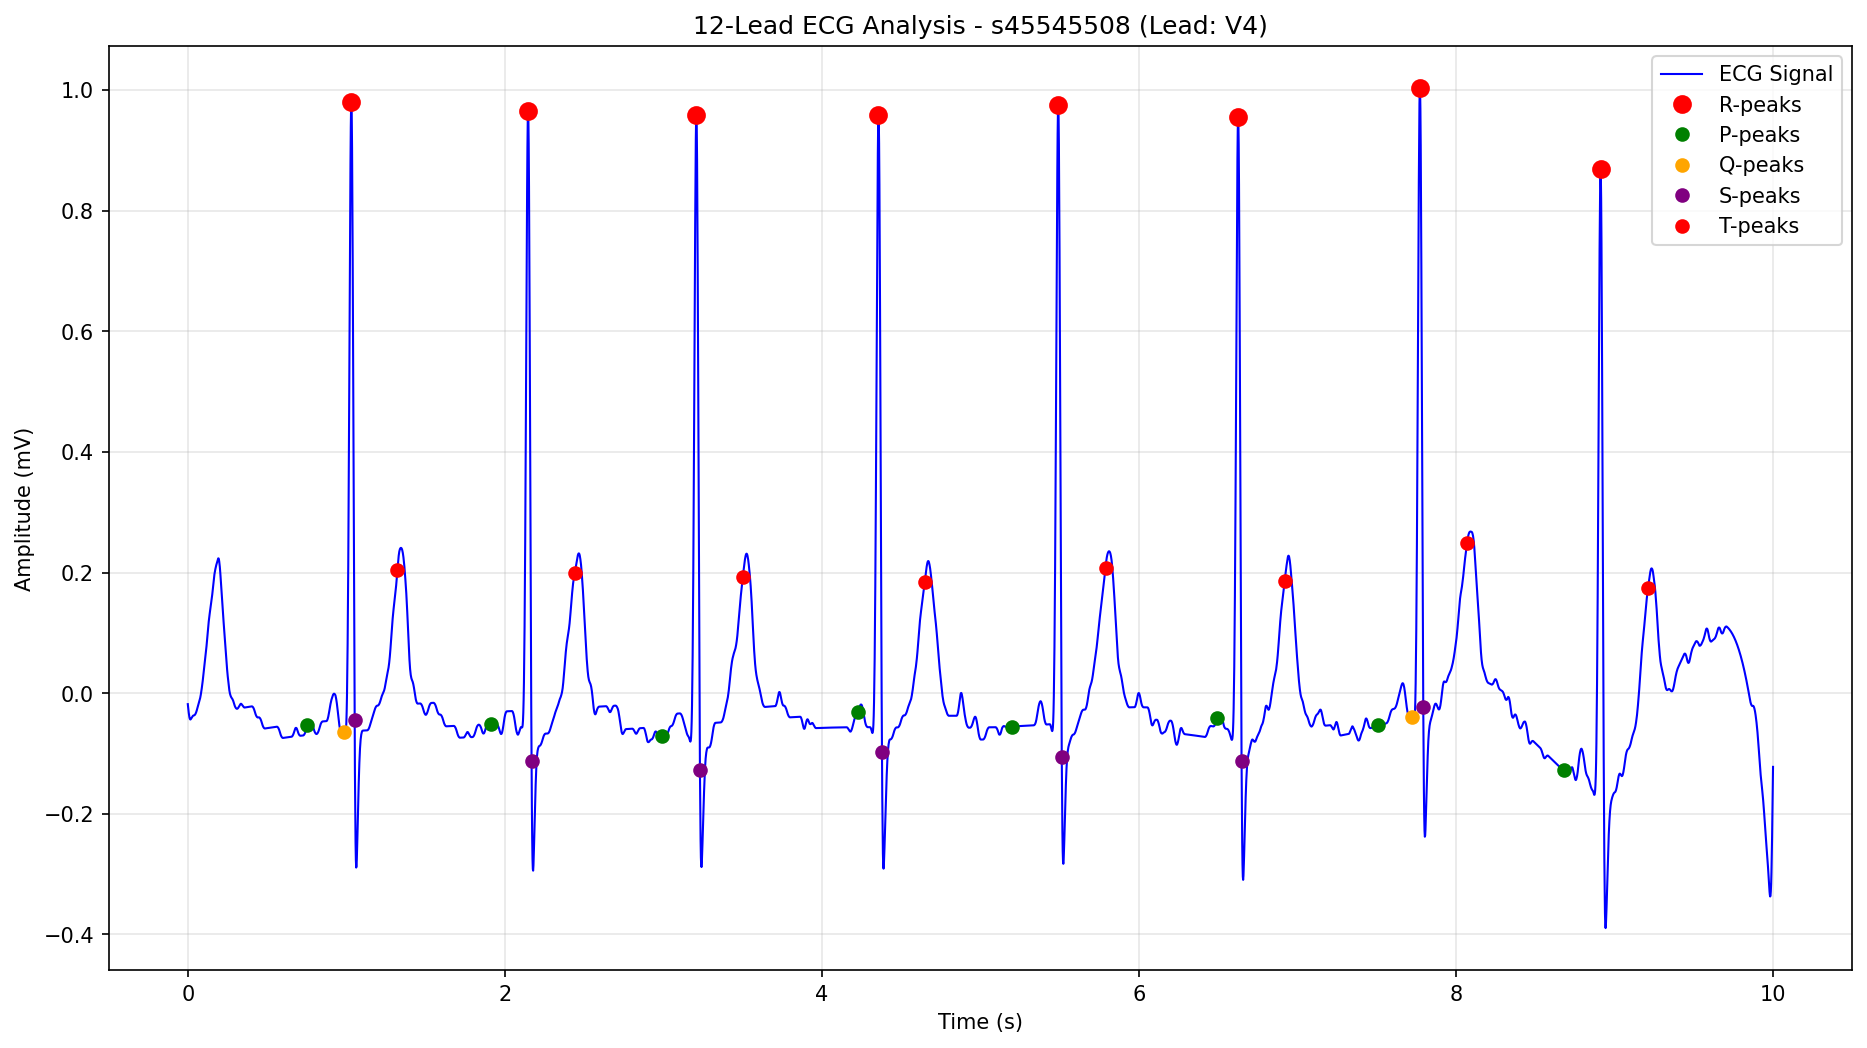 12-Lead ECG Analysis - s45545508 (Lead: V4)
ECG Signal
R-peaks
P-peaks
Q-peaks
S-peaks
T-peaks
Amplitude (mV)
1.0
0.8
0.6
0.4
0.2
0.0
−0.2
−0.4
0 2 4 6 8 10
Time (s)